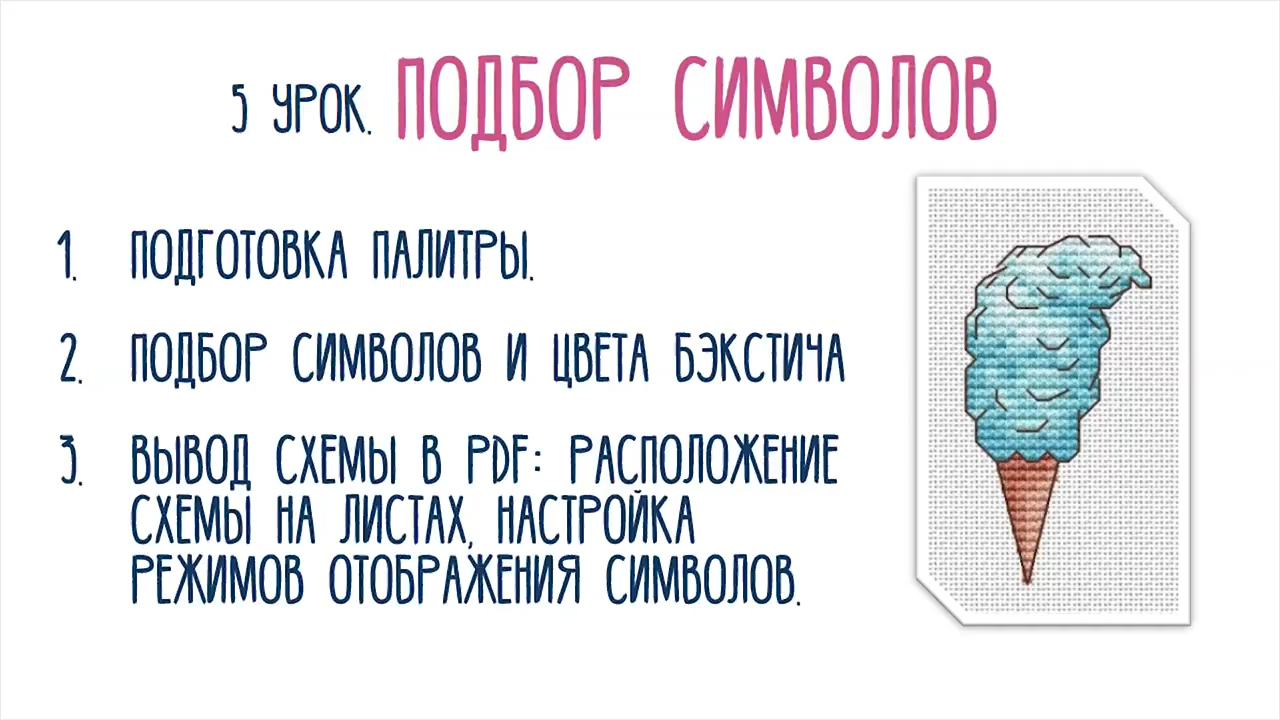 5 УРОК. ПОДБОР СИМВОЛОВ
1. ПОДГОТОВКА ПАЛИТРЫ.
2. ПОДБОР СИМВОЛОВ И ЦВЕТА БЭКСТИЧА
3. ВЫВОД СХЕМЫ В PDF: РАСПОЛОЖЕНИЕ
СХЕМЫ НА ЛИСТАХ, НАСТРОЙКА
РЕЖИМОВ ОТОБРАЖЕНИЯ СИМВОЛОВ.